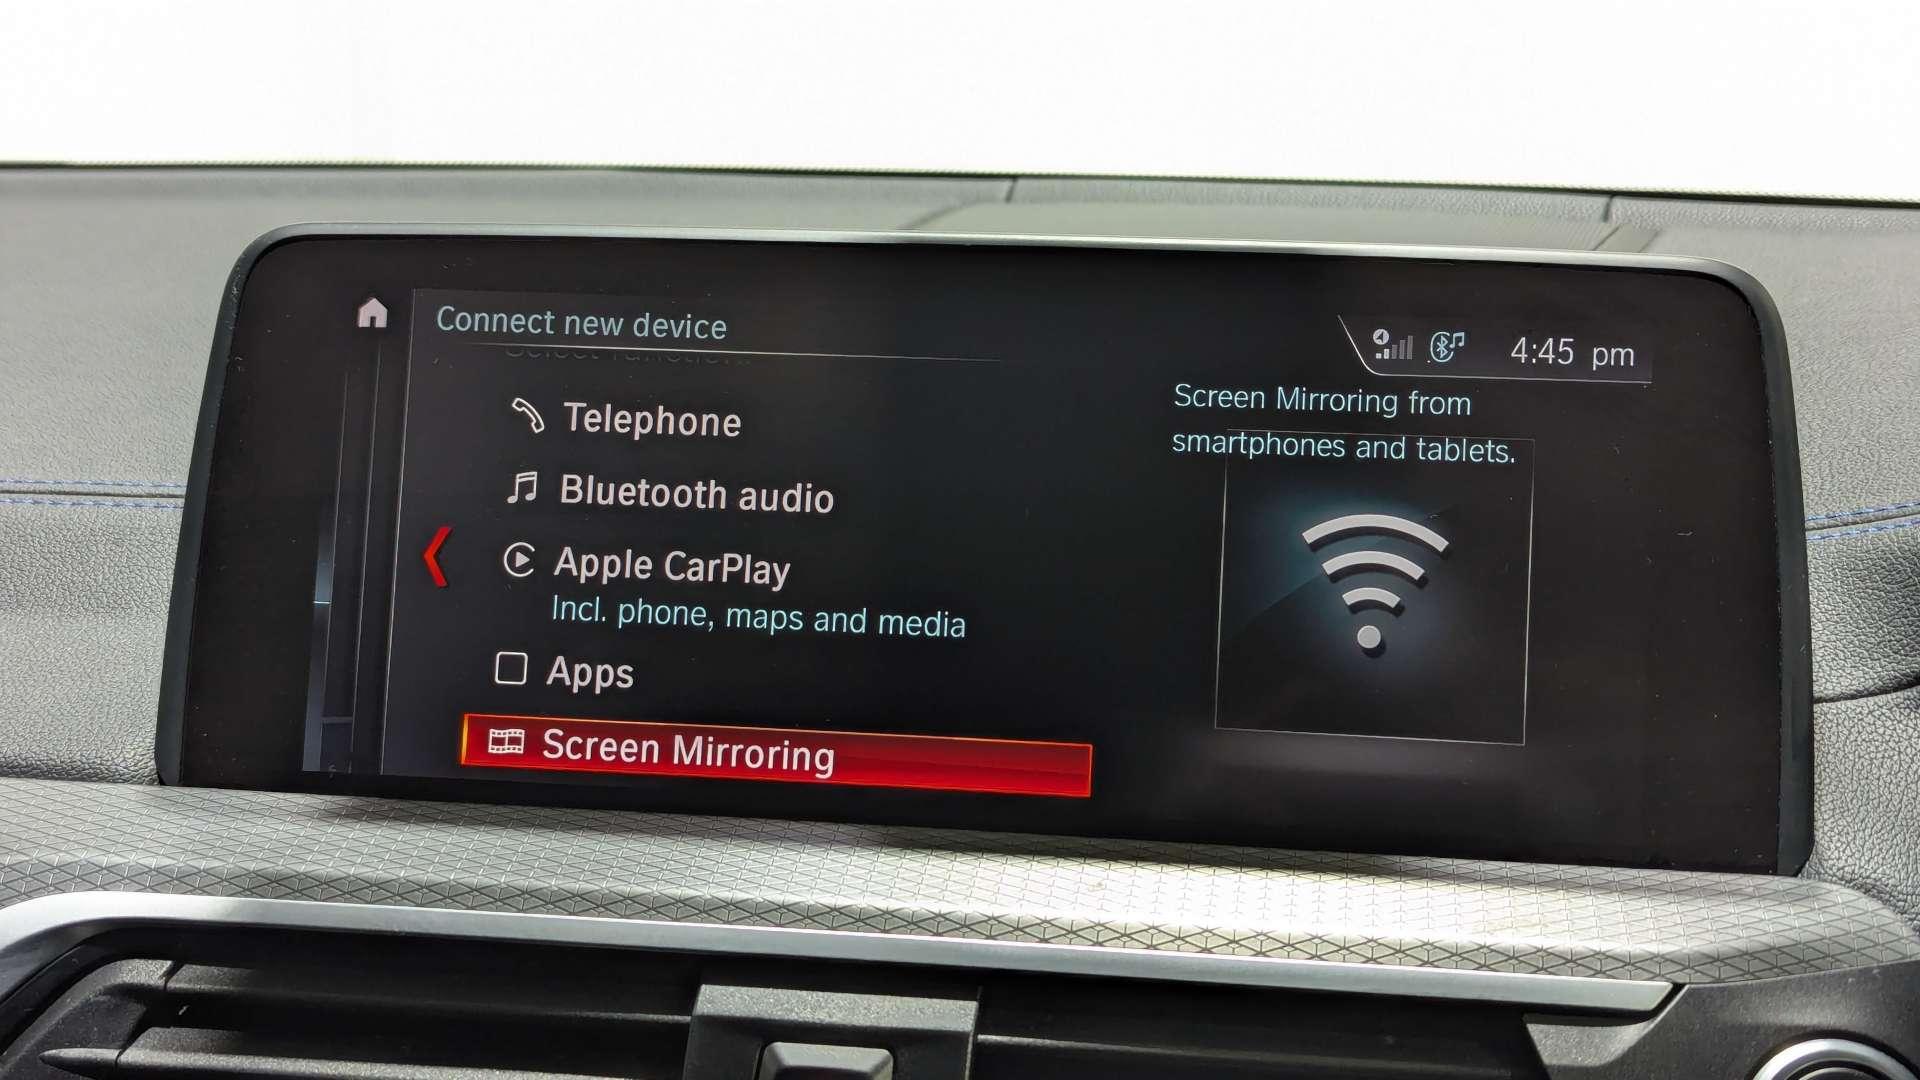 Connect new device
4:45 pm
Telephone
Bluetooth audio
Apple CarPlay
Incl. phone, maps and media
Apps
Screen Mirroring
Screen Mirroring from
smartphones and tablets.